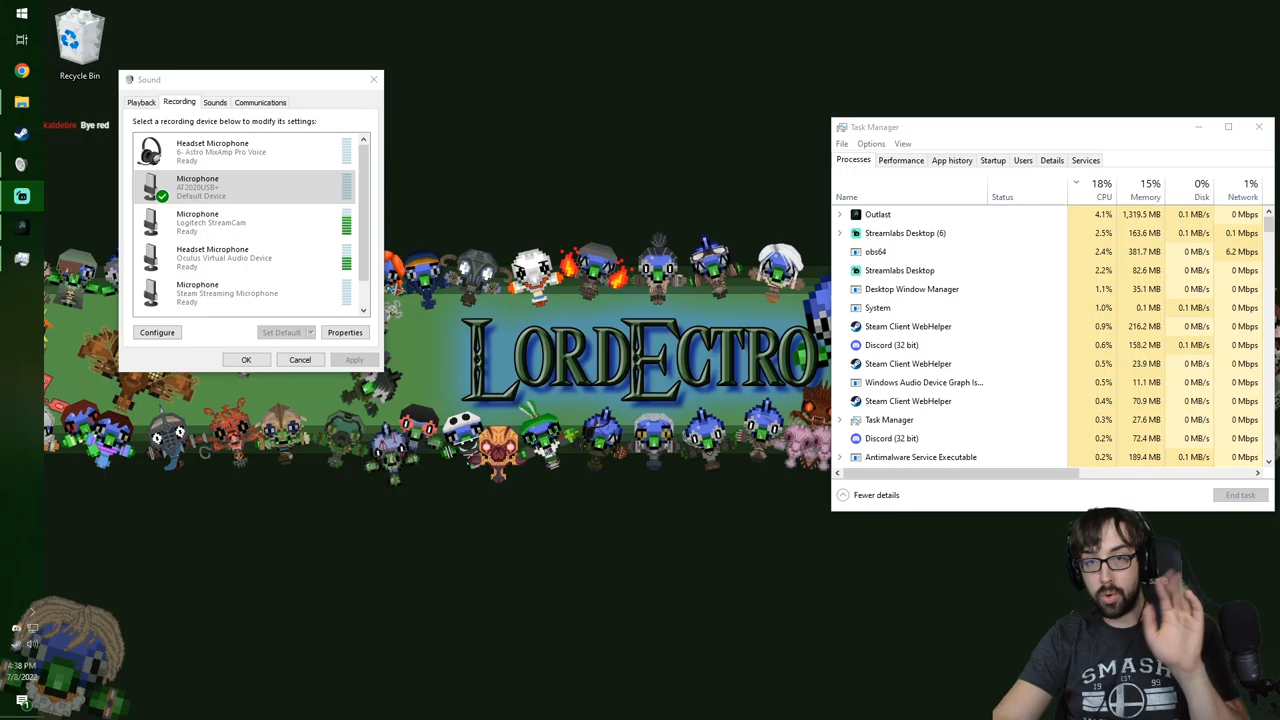 Recycle Bin
katdebre: Bye red
4:38 PM
7/8/2022
Sound
Playback
Recording
Sounds
Communications
Select a recording device below to modify its settings:
Headset Microphone
6- Astro MixAmp Pro Voice
Ready
Microphone
AT2020USB+
Default Device
Microphone
Logitech StreamCam
Ready
Headset Microphone
Oculus Virtual Audio Device
Ready
Microphone
Steam Streaming Microphone
Ready
Configure
Set Default
Properties
OK
Cancel
Apply
LORDECTRO
Task Manager
File Options View
Processes Performance App history Startup Users Details Services
18% 15% 0% 1%
Name Status CPU Memory Disk Network
Outlast 4.1% 1,319.5 MB 0.1 MB/s 0 Mbps
Streamlabs Desktop (6) 2.5% 163.6 MB 0.1 MB/s 0.1 Mbps
obs64 2.4% 381.7 MB 0 MB/s 6.2 Mbps
Streamlabs Desktop 2.2% 82.6 MB 0 MB/s 0 Mbps
Desktop Window Manager 1.1% 35.1 MB 0 MB/s 0 Mbps
System 1.0% 0.1 MB 0.1 MB/s 0 Mbps
Steam Client WebHelper 0.9% 216.2 MB 0 MB/s 0 Mbps
Discord (32 bit) 0.6% 158.2 MB 0.1 MB/s 0 Mbps
Steam Client WebHelper 0.5% 23.9 MB 0 MB/s 0 Mbps
Windows Audio Device Graph Is... 0.5% 11.1 MB 0 MB/s 0 Mbps
Steam Client WebHelper 0.4% 70.9 MB 0 MB/s 0 Mbps
Task Manager 0.3% 27.6 MB 0 MB/s 0 Mbps
Discord (32 bit) 0.2% 72.4 MB 0 MB/s 0 Mbps
Antimalware Service Executable 0.2% 189.4 MB 0.1 MB/s 0 Mbps
Fewer details
End task
SMASH
19 99